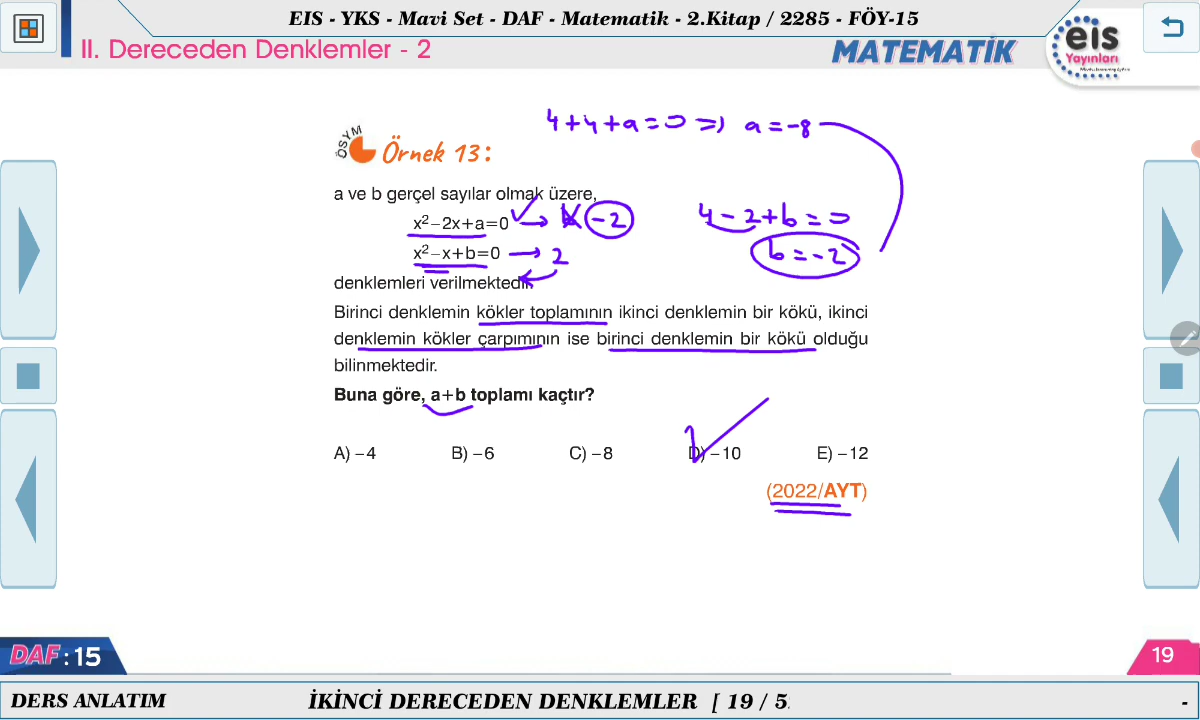 EIS - YKS - Mavi Set - DAF - Matematik - 2.Kitap / 2285 - FÖY-15
II. Dereceden Denklemler - 2
MATEMATİK
eis
Yayınları
4+4+a=0 => a=-8
ÖSYM
Örnek 13:
a ve b gerçel sayılar olmak üzere,
x²−2x+a=0 → -2
4-2+b=0
x²−x+b=0 → 2
b=-2
denklemleri verilmektedir.
Birinci denklemin kökler toplamının ikinci denklemin bir kökü, ikinci
denklemin kökler çarpımının ise birinci denklemin bir kökü olduğu
bilinmektedir.
Buna göre, a+b toplamı kaçtır?
A) −4 B) −6 C) −8 D) −10 E) −12
(2022/AYT)
DAF : 15
19
DERS ANLATIM
İKİNCİ DERECEDEN DENKLEMLER [ 19 / 5
-